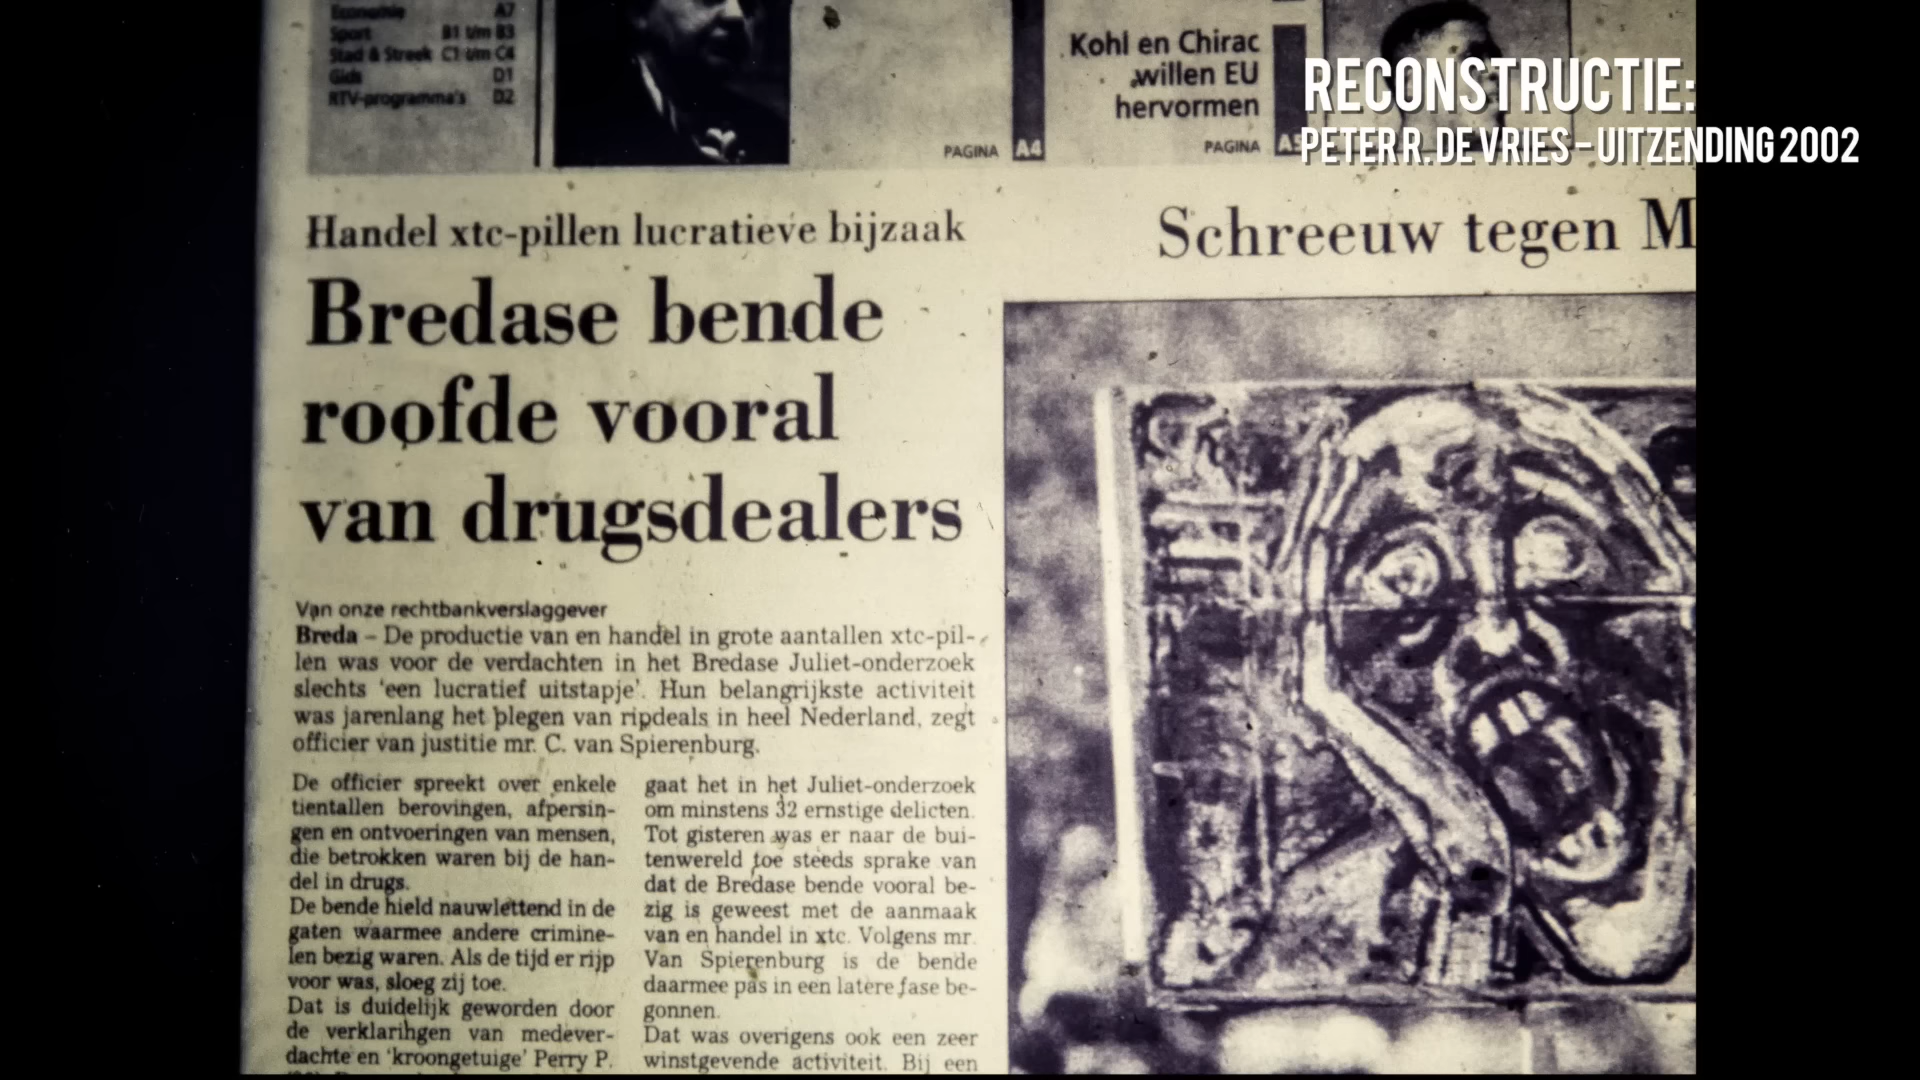 Economie A7
Sport B1 t/m B3
Stad & Streek C1 t/m C4
Gids D1
RTV-programma's D2
PAGINA A4
Kohl en Chirac
willen EU
hervormen
PAGINA A5
RECONSTRUCTIE:
PETER R. DE VRIES - UITZENDING 2002
Handel xtc-pillen lucratieve bijzaak
Bredase bende
roofde vooral
van drugsdealers
Schreeuw tegen M
Van onze rechtbankverslaggever
Breda – De productie van en handel in grote aantallen xtc-pil-
len was voor de verdachten in het Bredase Juliet-onderzoek
slechts 'een lucratief uitstapje'. Hun belangrijkste activiteit
was jarenlang het plegen van ripdeals in heel Nederland, zegt
officier van justitie mr. C. van Spierenburg.
De officier spreekt over enkele
tientallen berovingen, afpersin-
gen en ontvoeringen van mensen,
die betrokken waren bij de han-
del in drugs.
De bende hield nauwlettend in de
gaten waarmee andere crimine-
len bezig waren. Als de tijd er rijp
voor was, sloeg zij toe.
Dat is duidelijk geworden door
de verklaringen van medever-
dachte en 'kroongetuige' Perry P.
gaat het in het Juliet-onderzoek
om minstens 32 ernstige delicten.
Tot gisteren was er naar de bui-
tenwereld toe steeds sprake van
dat de Bredase bende vooral be-
zig is geweest met de aanmaak
van en handel in xtc. Volgens mr.
Van Spierenburg is de bende
daarmee pas in een latere fase be-
gonnen.
Dat was overigens ook een zeer
winstgevende activiteit. Bij een